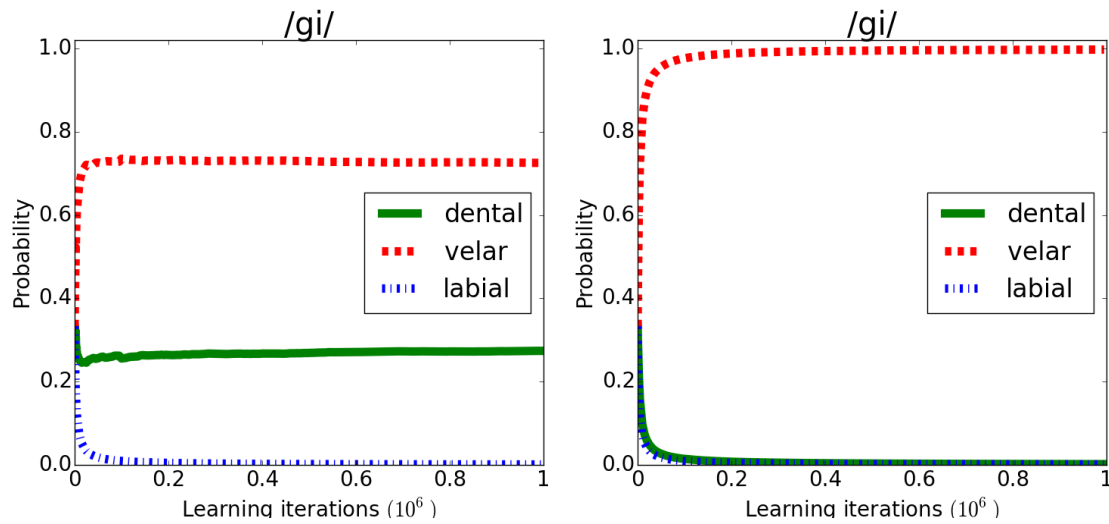 /gi/
1.0
0.8
0.6
0.4
0.2
0.0
Probability
dental
velar
labial
0 0.2 0.4 0.6 0.8 1
Learning iterations (10^6 )
/gi/
1.0
0.8
0.6
0.4
0.2
0.0
Probability
dental
velar
labial
0 0.2 0.4 0.6 0.8 1
Learning iterations (10^6 )